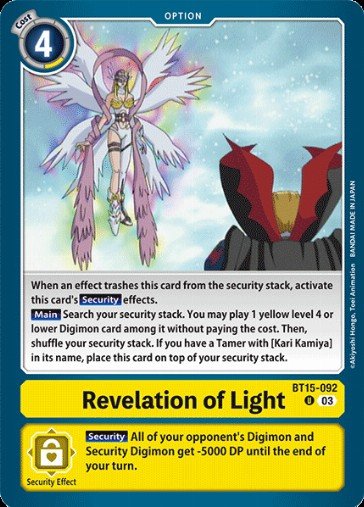 OPTION
Cost
4
When an effect trashes this card from the security stack, activate
this card's Security effects.
Main Search your security stack. You may play 1 yellow level 4 or
lower Digimon card among it without paying the cost. Then,
shuffle your security stack. If you have a Tamer with [Kari Kamiya]
in its name, place this card on top of your security stack.
©Akiyoshi Hongo, Toei Animation BANDAI MADE IN JAPAN
BT15-092
Revelation of Light
U 03
Security All of your opponent's Digimon and
Security Digimon get -5000 DP until the end of
your turn.
Security Effect